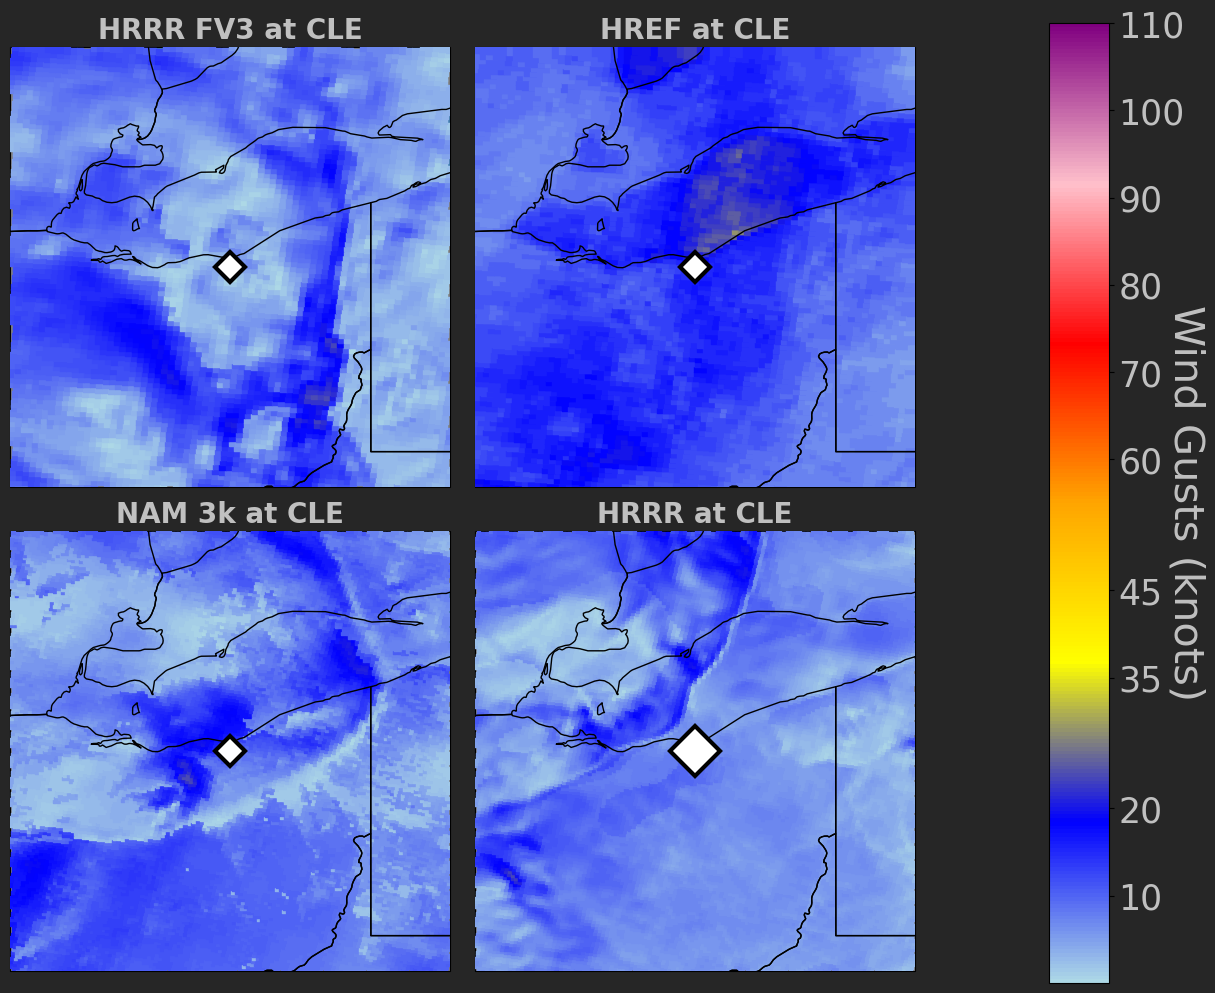 HRRR FV3 at CLE
HREF at CLE
NAM 3k at CLE
HRRR at CLE
110
100
90
80
70
60
45
35
20
10
Wind Gusts (knots)